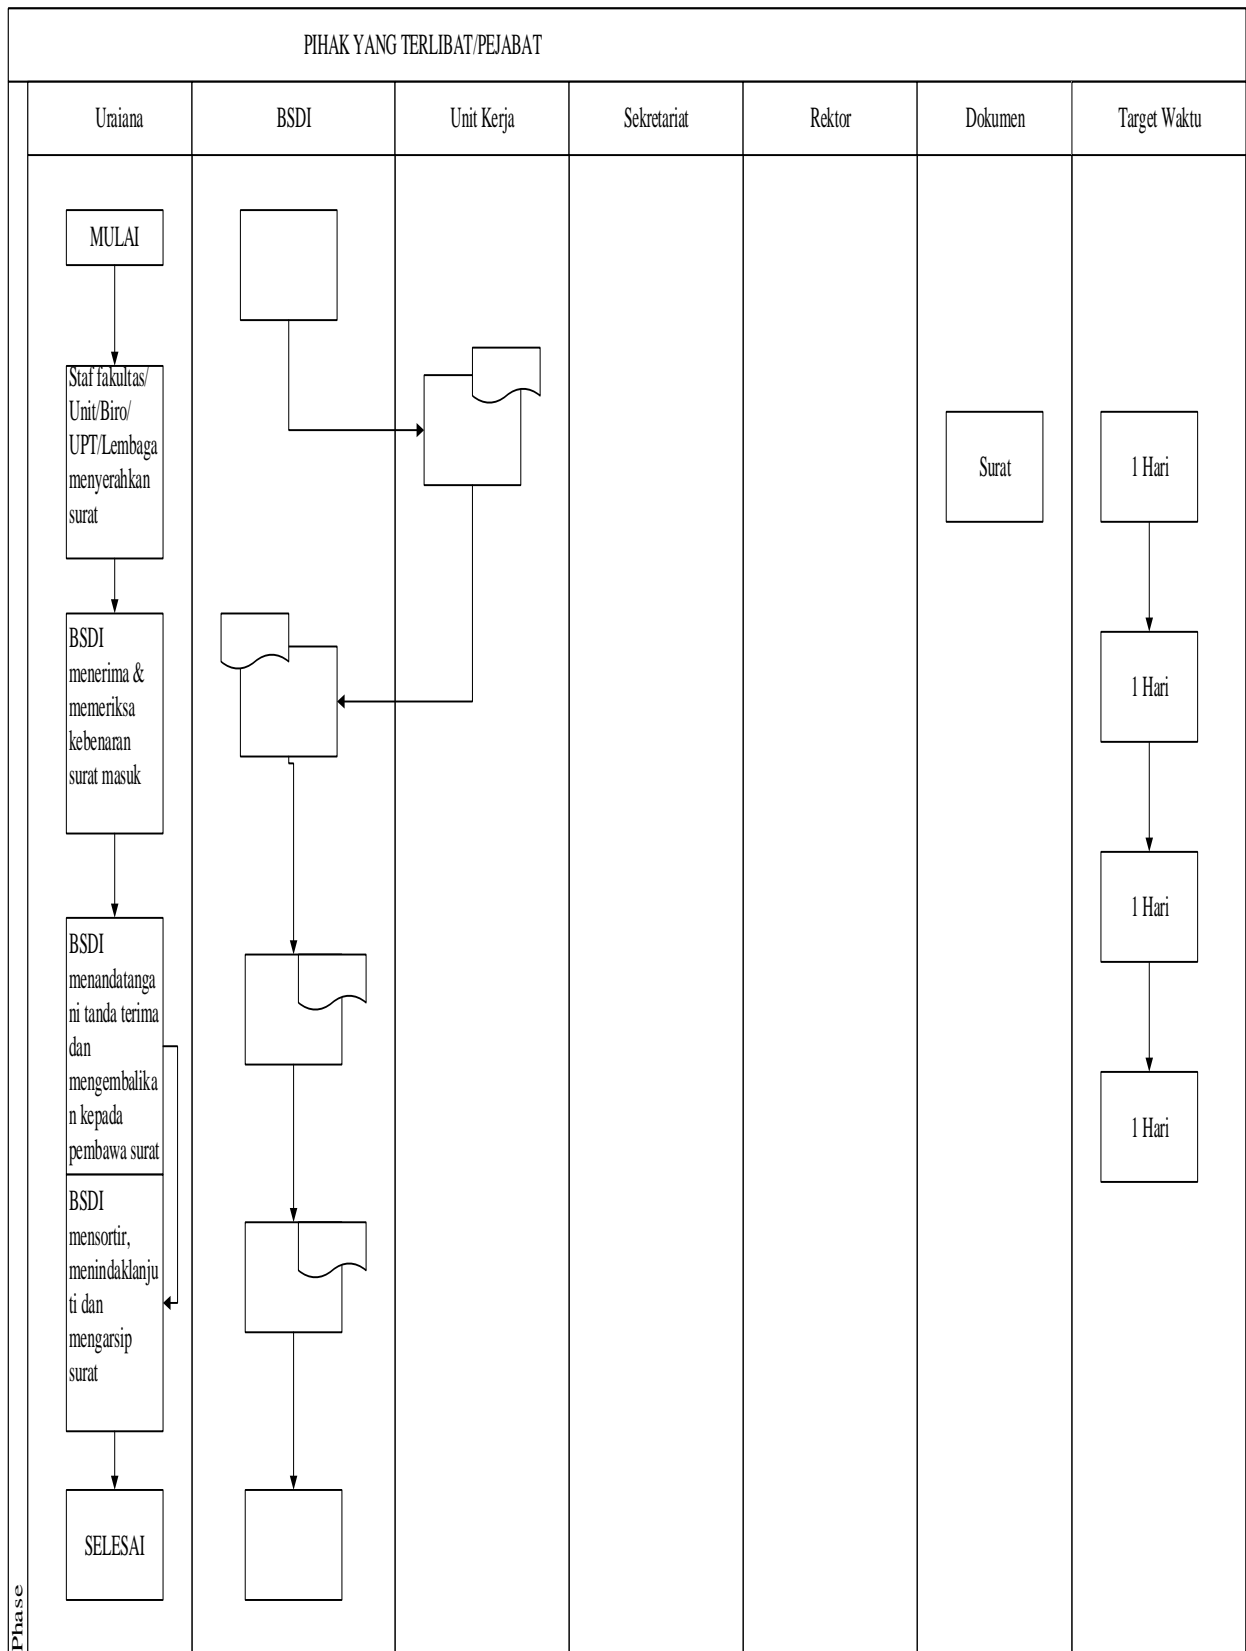 PIHAK YANG TERLIBAT/PEJABAT
Uraiana
BSDI
Unit Kerja
Sekretariat
Rektor
Dokumen
Target Waktu
MULAI
Staf fakultas/
Unit/Biro/
UPT/Lembaga
menyerahkan
surat
Surat
1 Hari
BSDI
menerima &
memeriksa
kebenaran
surat masuk
1 Hari
BSDI
menandatanga
ni tanda terima
dan
mengembalika
n kepada
pembawa surat
1 Hari
BSDI
mensortir,
menindaklanju
ti dan
mengarsip
surat
1 Hari
SELESAI
Phase